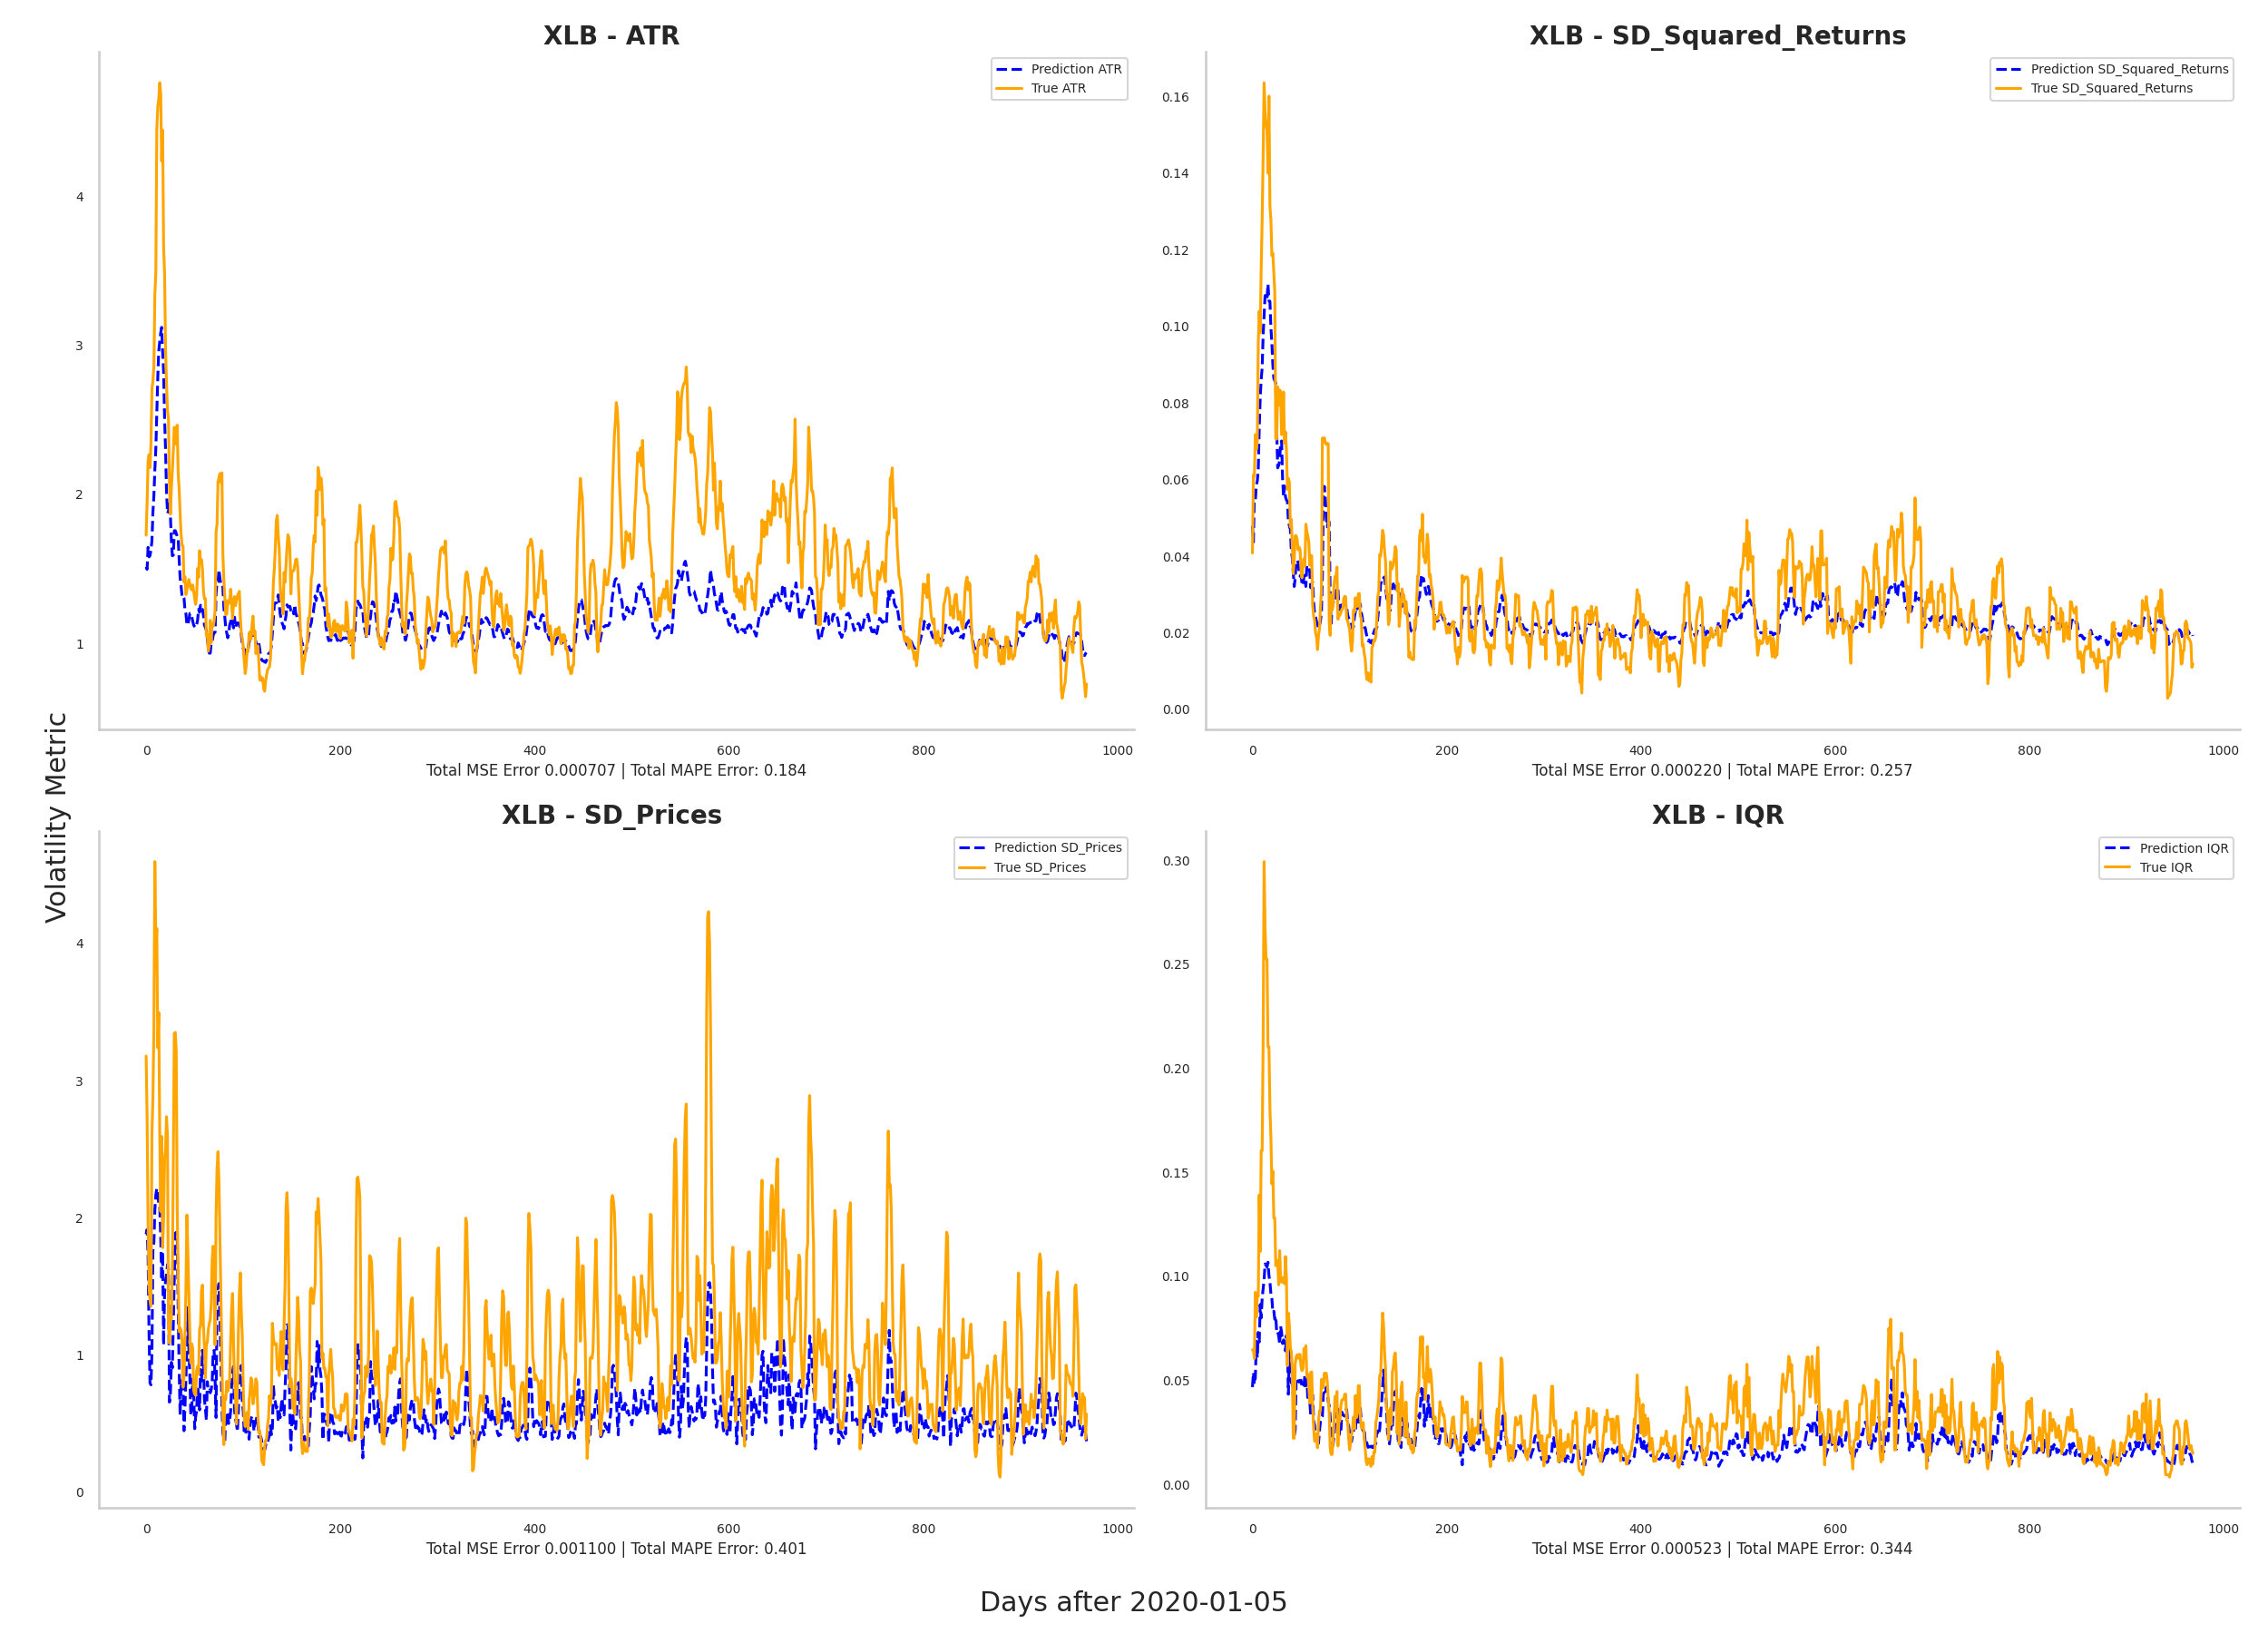 XLB - ATR
Prediction ATR
True ATR
4
3
2
1
0 200 400 600 800 1000
Total MSE Error 0.000707 | Total MAPE Error: 0.184
XLB - SD_Squared_Returns
Prediction SD_Squared_Returns
True SD_Squared_Returns
0.16
0.14
0.12
0.10
0.08
0.06
0.04
0.02
0.00
0 200 400 600 800 1000
Total MSE Error 0.000220 | Total MAPE Error: 0.257
Volatility Metric
XLB - SD_Prices
Prediction SD_Prices
True SD_Prices
4
3
2
1
0
0 200 400 600 800 1000
Total MSE Error 0.001100 | Total MAPE Error: 0.401
XLB - IQR
Prediction IQR
True IQR
0.30
0.25
0.20
0.15
0.10
0.05
0.00
0 200 400 600 800 1000
Total MSE Error 0.000523 | Total MAPE Error: 0.344
Days after 2020-01-05